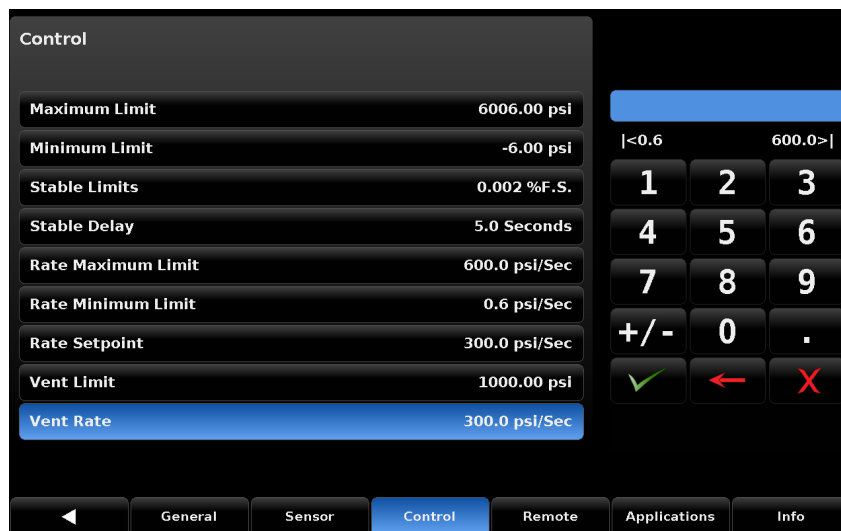 Control
Maximum Limit 6006.00 psi
Minimum Limit -6.00 psi
Stable Limits 0.002 %F.S.
Stable Delay 5.0 Seconds
Rate Maximum Limit 600.0 psi/Sec
Rate Minimum Limit 0.6 psi/Sec
Rate Setpoint 300.0 psi/Sec
Vent Limit 1000.00 psi
Vent Rate 300.0 psi/Sec
|<0.6 600.0>|
1 2 3
4 5 6
7 8 9
+/- 0 .
X
General Sensor Control Remote Applications Info